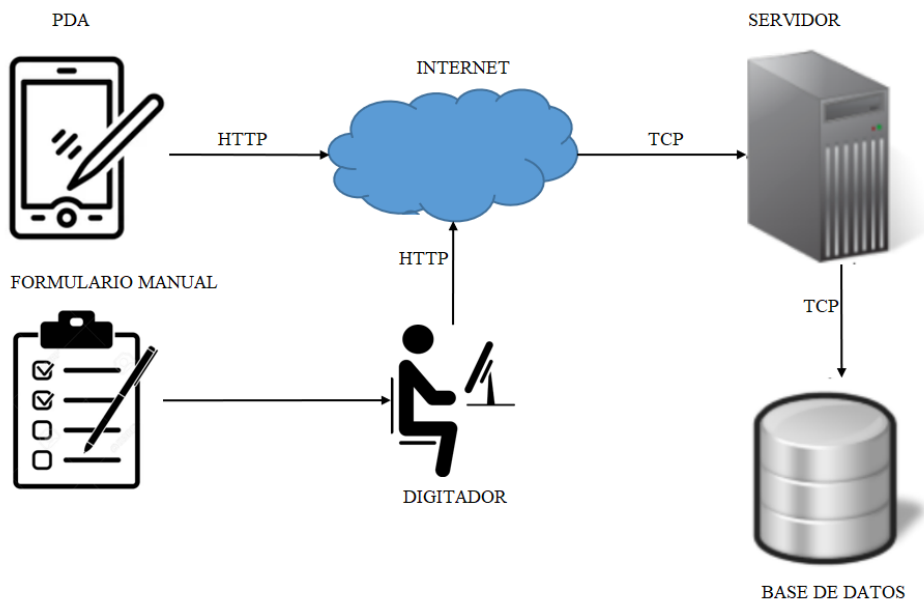 PDA
SERVIDOR
INTERNET
HTTP
TCP
HTTP
FORMULARIO MANUAL
TCP
DIGITADOR
BASE DE DATOS